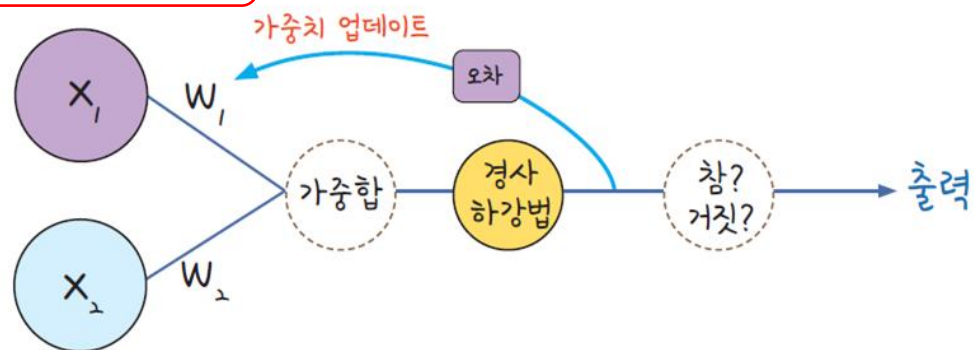 가중치 업데이트
오차
X₁
W₁
가중합
경사
하강법
참?
거짓?
출력
X₂
W₂